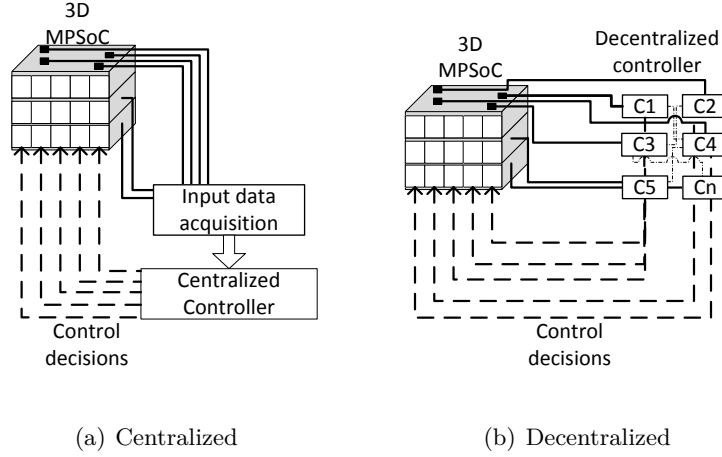 3D
MPSoC
Input data
acquisition
Centralized
Controller
Control
decisions
(a) Centralized
3D
MPSoC
Decentralized
controller
C1
C2
C3
C4
C5
Cn
Control
decisions
(b) Decentralized